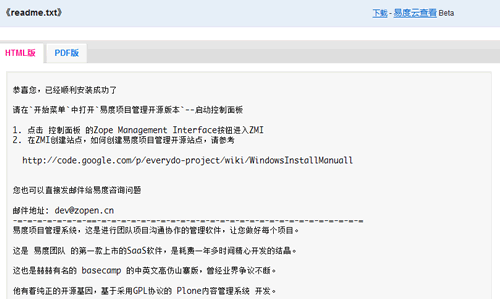 《readme.txt》
下载 - 易度云查看 Beta
HTML版 PDF版
恭喜您，已经顺利安装成功了
请在`开始菜单`中打开`易度项目管理开源版本`--启动控制面板
1. 点击 控制面板 的Zope Management Interface按钮进入ZMI
2. 在ZMI创建站点，如何创建易度项目管理开源站点，请参考
http://code.google.com/p/everydo-project/wiki/WindowsInstallManuall
您也可以直接发邮件给易度咨询问题
邮件地址: dev@zopen.cn
-=-=-=-=-=-==-=-=-=-=-=-=-=-=-=-=-=-=-=-=-=-=-=-=-=-=-=-=-=-=-=-=-=-=
易度项目管理系统，这是进行团队项目沟通协作的管理软件，让您做好每个项目。
这是 易度团队 的第一款上市的SaaS软件，是耗费一年多时间精心开发的结晶。
这也是赫赫有名的 basecamp 的中英文高仿山寨版，曾经业界争议不断。
他有着纯正的开源基因，基于采用GPL协议的 Plone内容管理系统 开发。